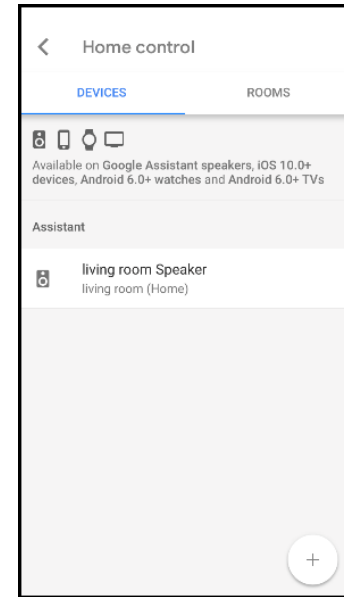 Home control
DEVICES
ROOMS
Available on Google Assistant speakers, iOS 10.0+
devices, Android 6.0+ watches and Android 6.0+ TVs
Assistant
living room Speaker
living room (Home)